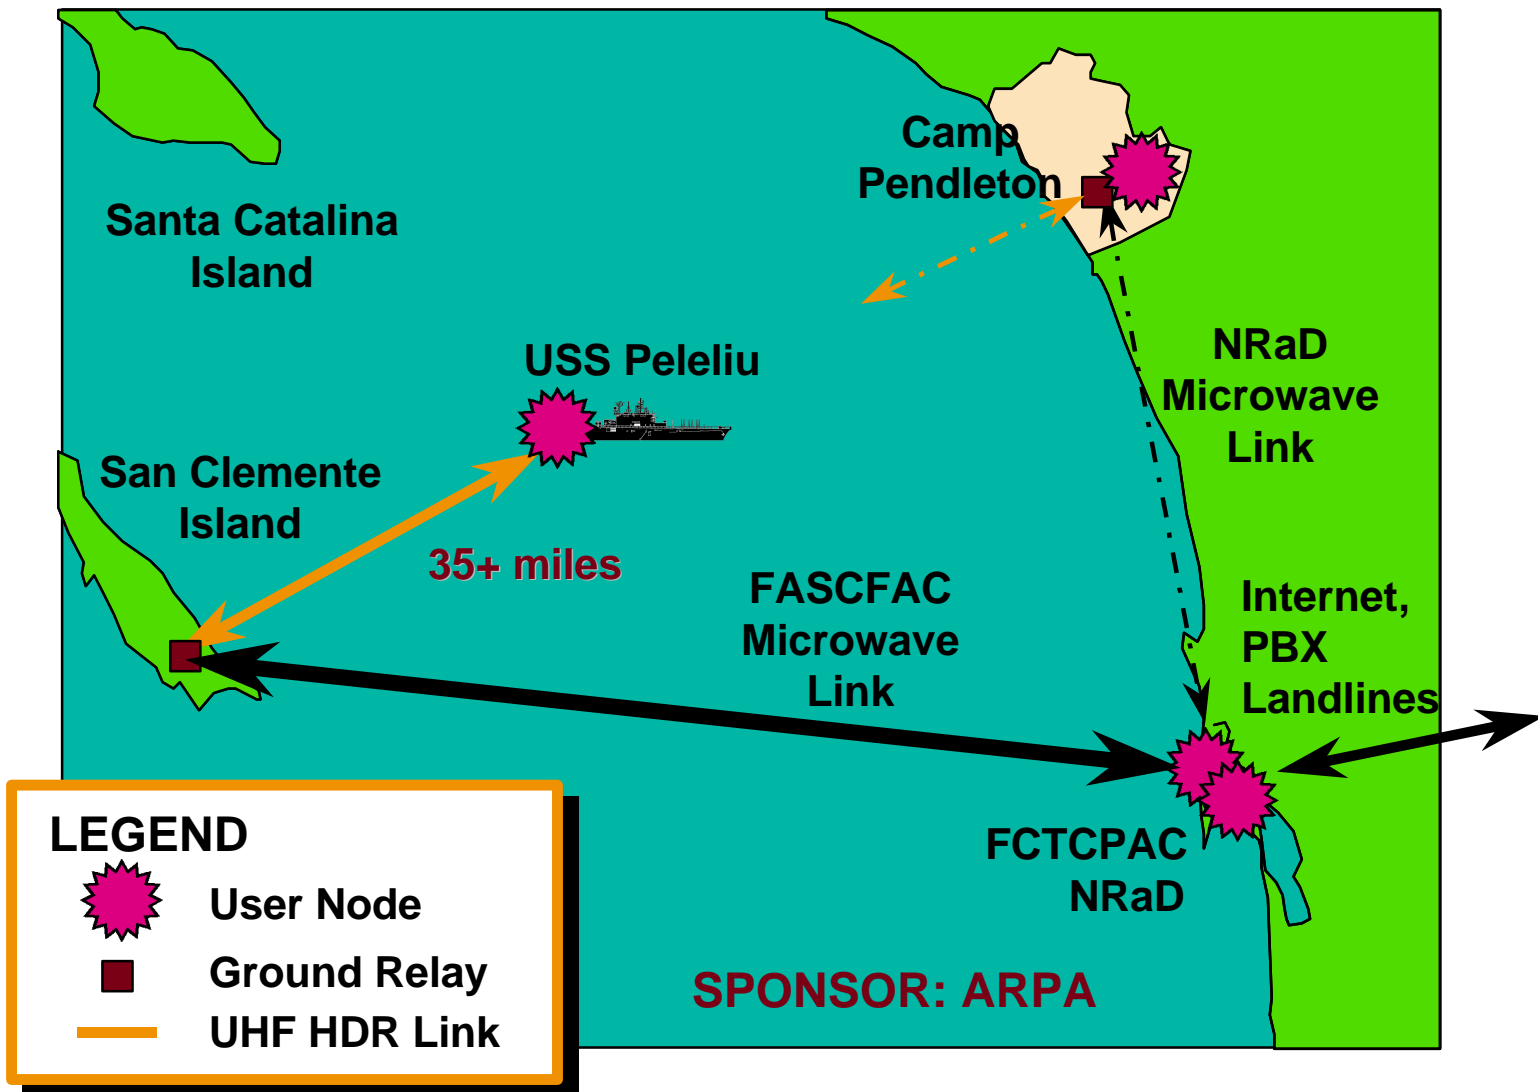 Camp
Pendleton
Santa Catalina
Island
NRaD
Microwave
Link
USS Peleliu
San Clemente
Island
35+ miles
FASCFAC
Microwave
Link
Internet,
PBX
Landlines
FCTCPAC
NRaD
LEGEND
User Node
Ground Relay
UHF HDR Link
SPONSOR: ARPA